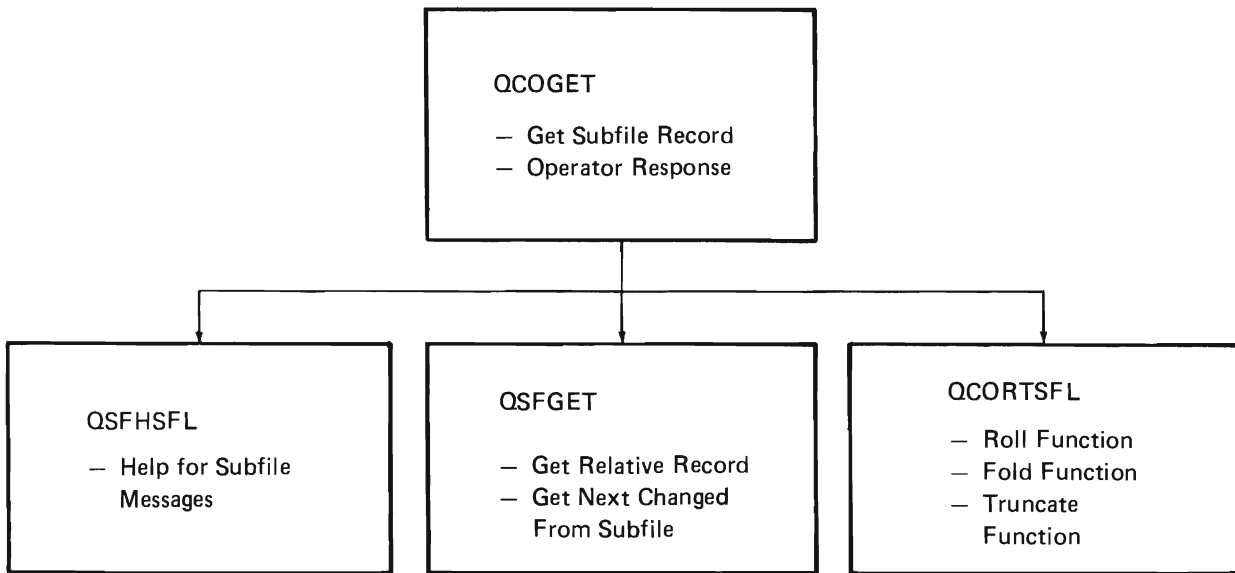 QCOGET
— Get Subfile Record
— Operator Response
QSFHSFL
— Help for Subfile
Messages
QSFGET
— Get Relative Record
— Get Next Changed
From Subfile
QCORTSFL
— Roll Function
— Fold Function
— Truncate
Function